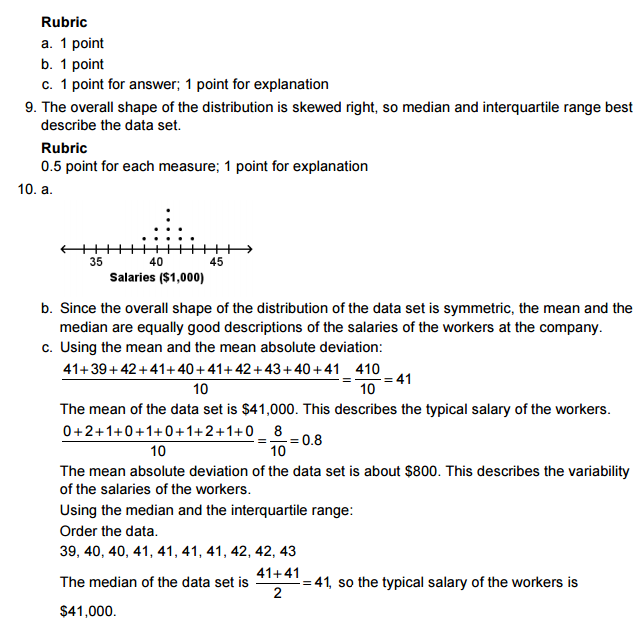 Rubric
a. 1 point
b. 1 point
c. 1 point for answer; 1 point for explanation
9. The overall shape of the distribution is skewed right, so median and interquartile range best
describe the data set.
Rubric
0.5 point for each measure; 1 point for explanation
10. a.
35 40 45
Salaries ($1,000)
b. Since the overall shape of the distribution of the data set is symmetric, the mean and the
median are equally good descriptions of the salaries of the workers at the company.
c. Using the mean and the mean absolute deviation:
41+39+42+41+40+41+42+43+40+41 / 10 = 410 / 10 = 41
The mean of the data set is $41,000. This describes the typical salary of the workers.
0+2+1+0+1+0+1+2+1+0 / 10 = 8 / 10 = 0.8
The mean absolute deviation of the data set is about $800. This describes the variability
of the salaries of the workers.
Using the median and the interquartile range:
Order the data.
39, 40, 40, 41, 41, 41, 41, 42, 42, 43
The median of the data set is 41+41 / 2 = 41, so the typical salary of the workers is
$41,000.